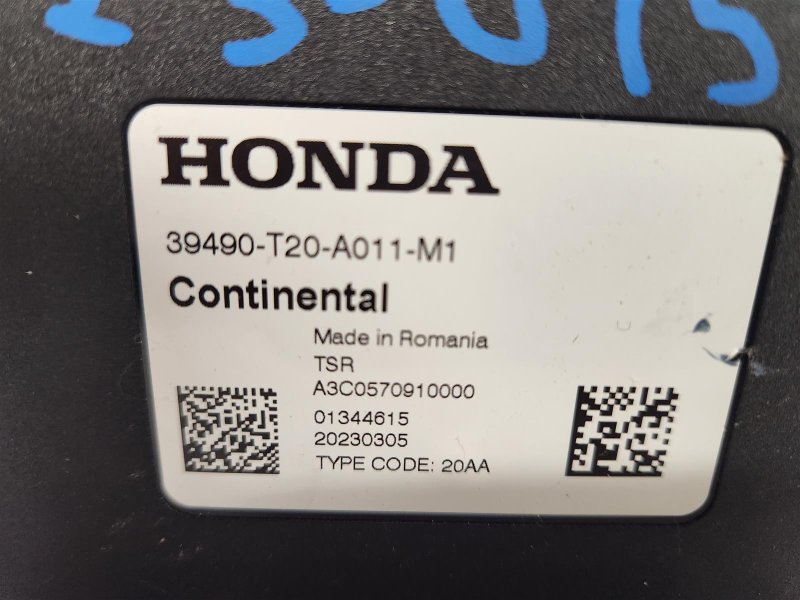 HONDA
39490-T20-A011-M1
Continental
Made in Romania
TSR
A3C0570910000
01344615
20230305
TYPE CODE: 20AA